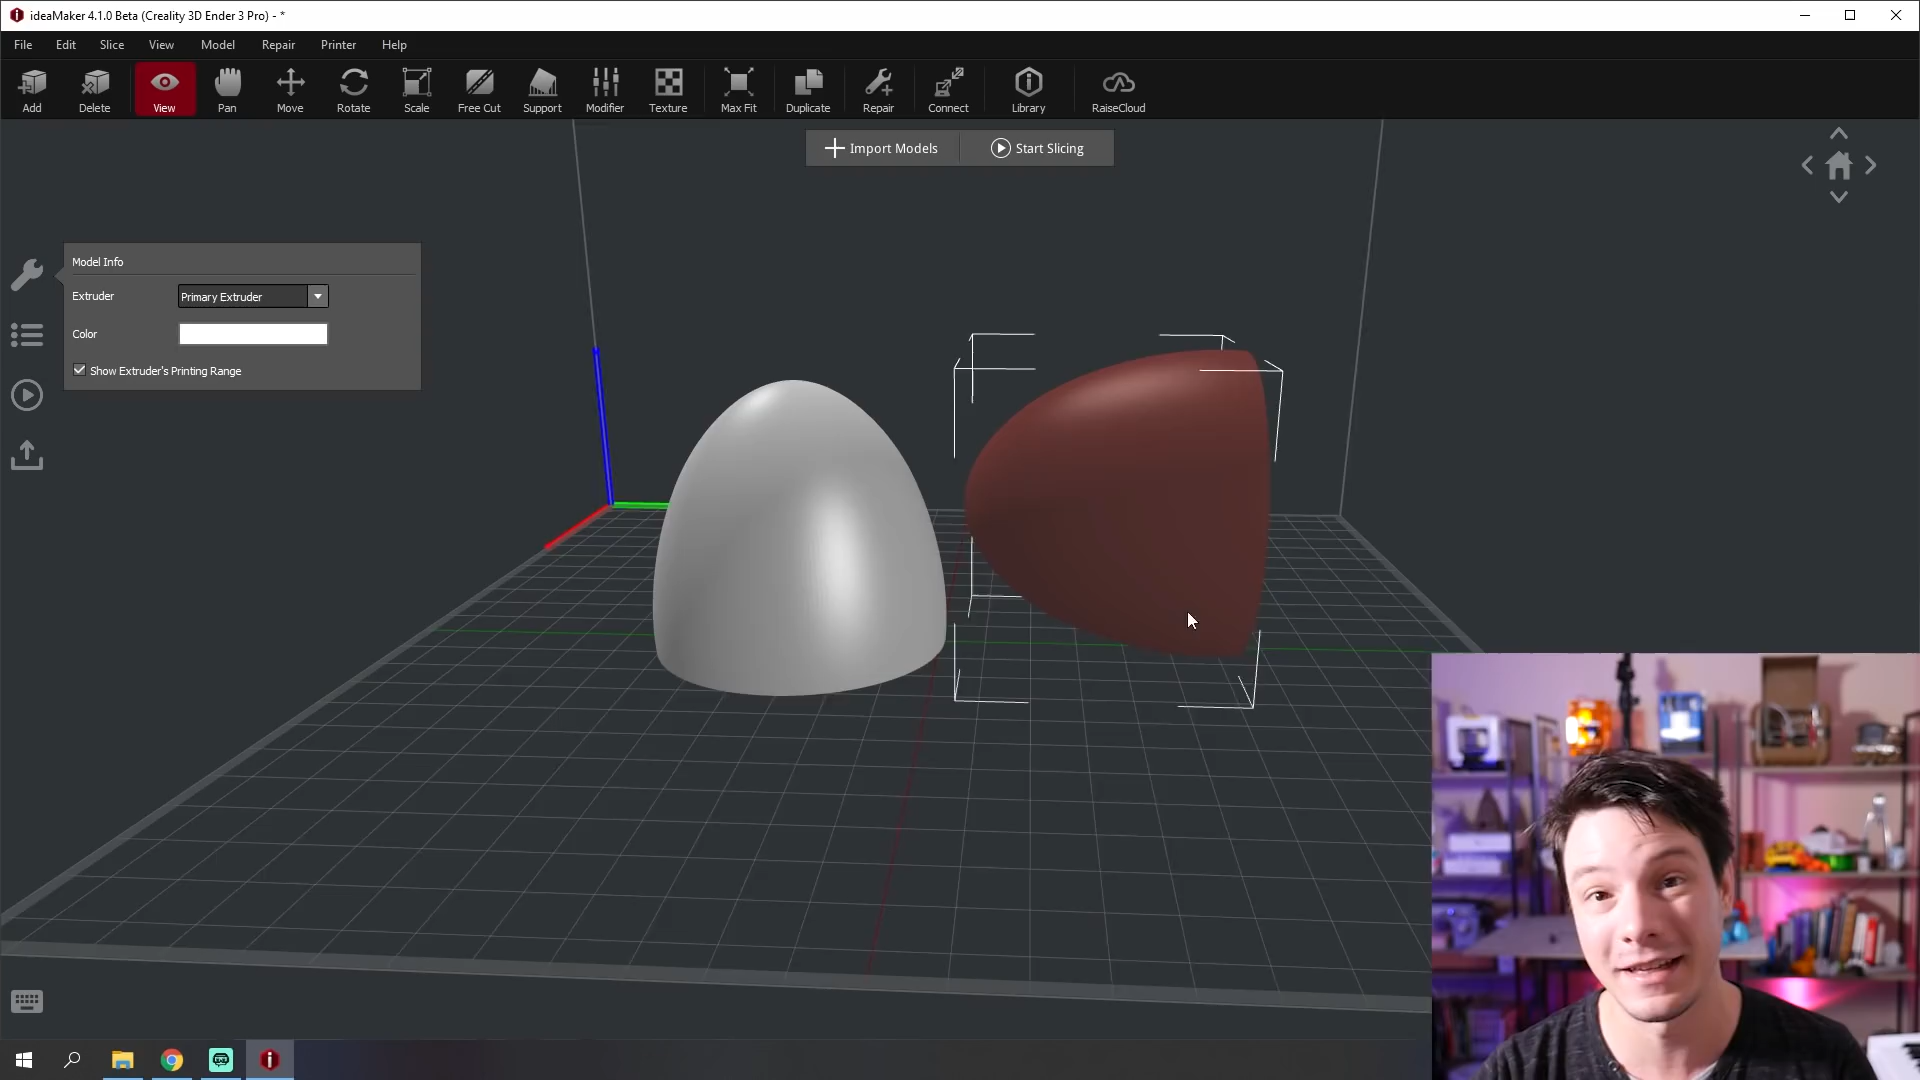 ideaMaker 4.1.0 Beta (Creality 3D Ender 3 Pro) - *
File Edit Slice View Model Repair Printer Help
Add Delete View Pan Move Rotate Scale Free Cut Support Modifier Texture Max Fit Duplicate Repair Connect Library RaiseCloud
Import Models Start Slicing
Model Info
Extruder Primary Extruder
Color
Show Extruder's Printing Range